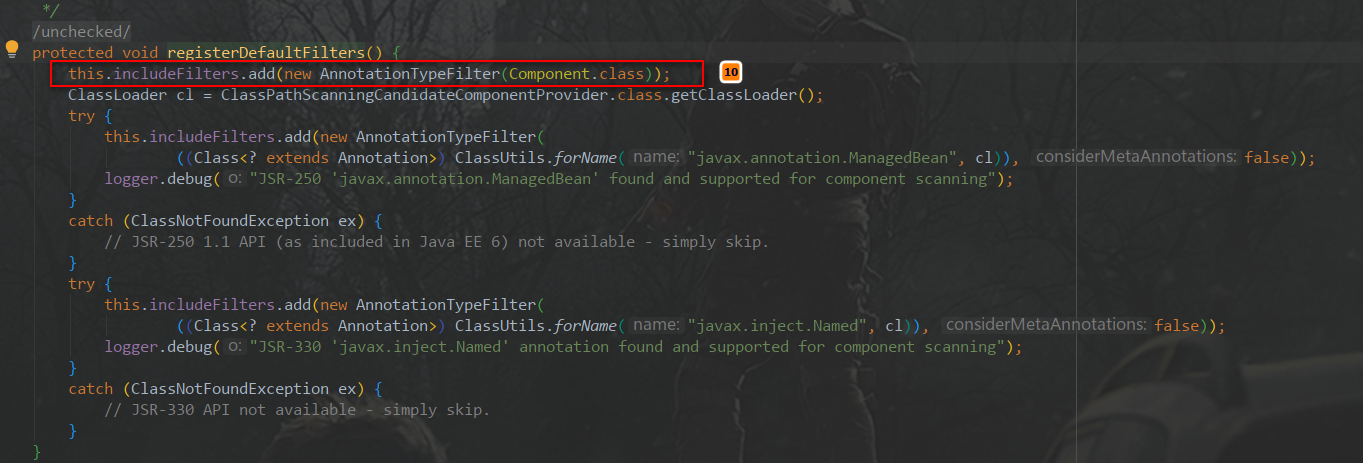 */
/unchecked/
protected void registerDefaultFilters() {
this.includeFilters.add(new AnnotationTypeFilter(Component.class)); 10
ClassLoader cl = ClassPathScanningCandidateComponentProvider.class.getClassLoader();
try {
this.includeFilters.add(new AnnotationTypeFilter(
((Class<? extends Annotation>) ClassUtils.forName( name: "javax.annotation.ManagedBean", cl)), considerMetaAnnotations: false));
logger.debug( o: "JSR-250 'javax.annotation.ManagedBean' found and supported for component scanning");
}
catch (ClassNotFoundException ex) {
// JSR-250 1.1 API (as included in Java EE 6) not available - simply skip.
}
try {
this.includeFilters.add(new AnnotationTypeFilter(
((Class<? extends Annotation>) ClassUtils.forName( name: "javax.inject.Named", cl)), considerMetaAnnotations: false));
logger.debug( o: "JSR-330 'javax.inject.Named' annotation found and supported for component scanning");
}
catch (ClassNotFoundException ex) {
// JSR-330 API not available - simply skip.
}
}